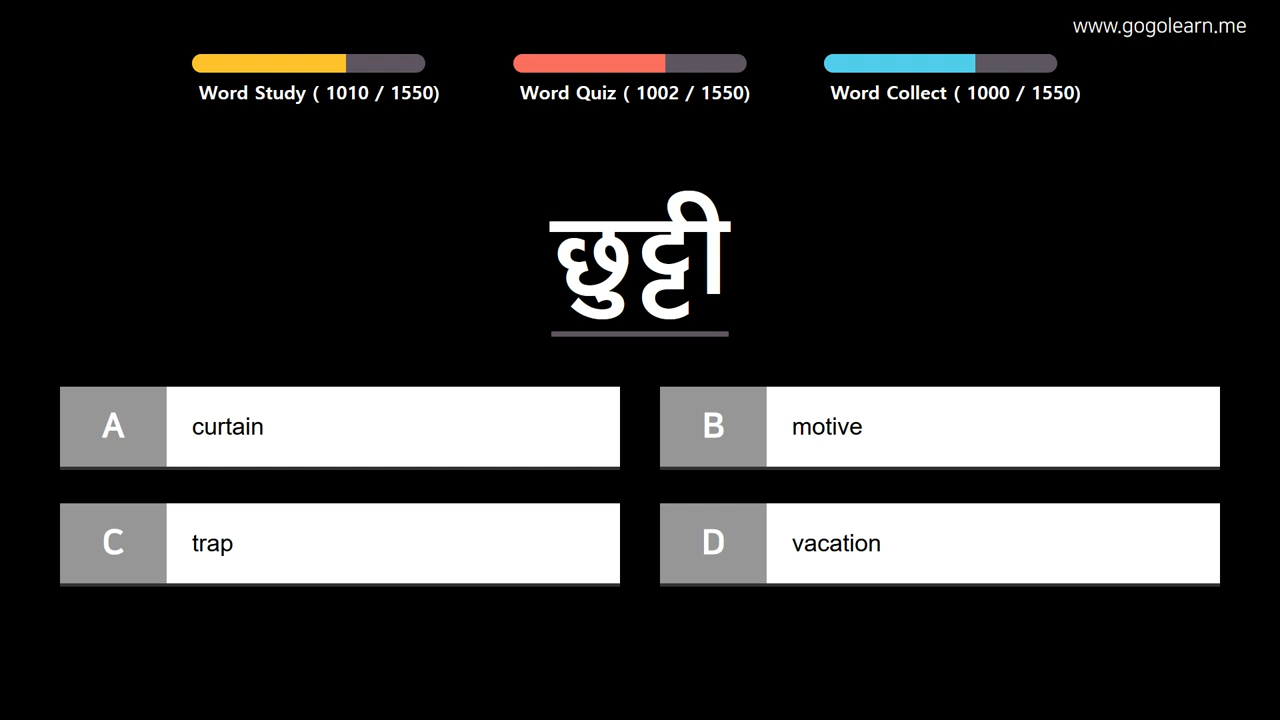 www.gogolearn.me
Word Study ( 1010 / 1550)
Word Quiz ( 1002 / 1550)
Word Collect ( 1000 / 1550)
छुट्टी
A curtain
B motive
C trap
D vacation